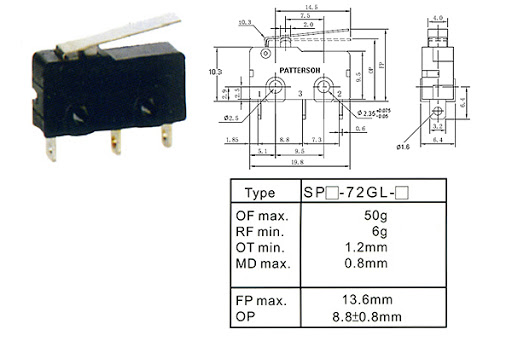 14.5
7.5
10.3
2.0
OP
FP
4.0
10.3
9.5
PATTERSON
2.9
2.5
1
3
2
Ø2.5
Ø2.35 +0.075 -0.05
6.4
1.85
8.8
7.3
0.6
5.1
9.5
19.8
Ø1.6
3.2
6.4
Type SP□-72GL-□
OF max. 50g
RF min. 6g
OT min. 1.2mm
MD max. 0.8mm
FP max. 13.6mm
OP 8.8±0.8mm